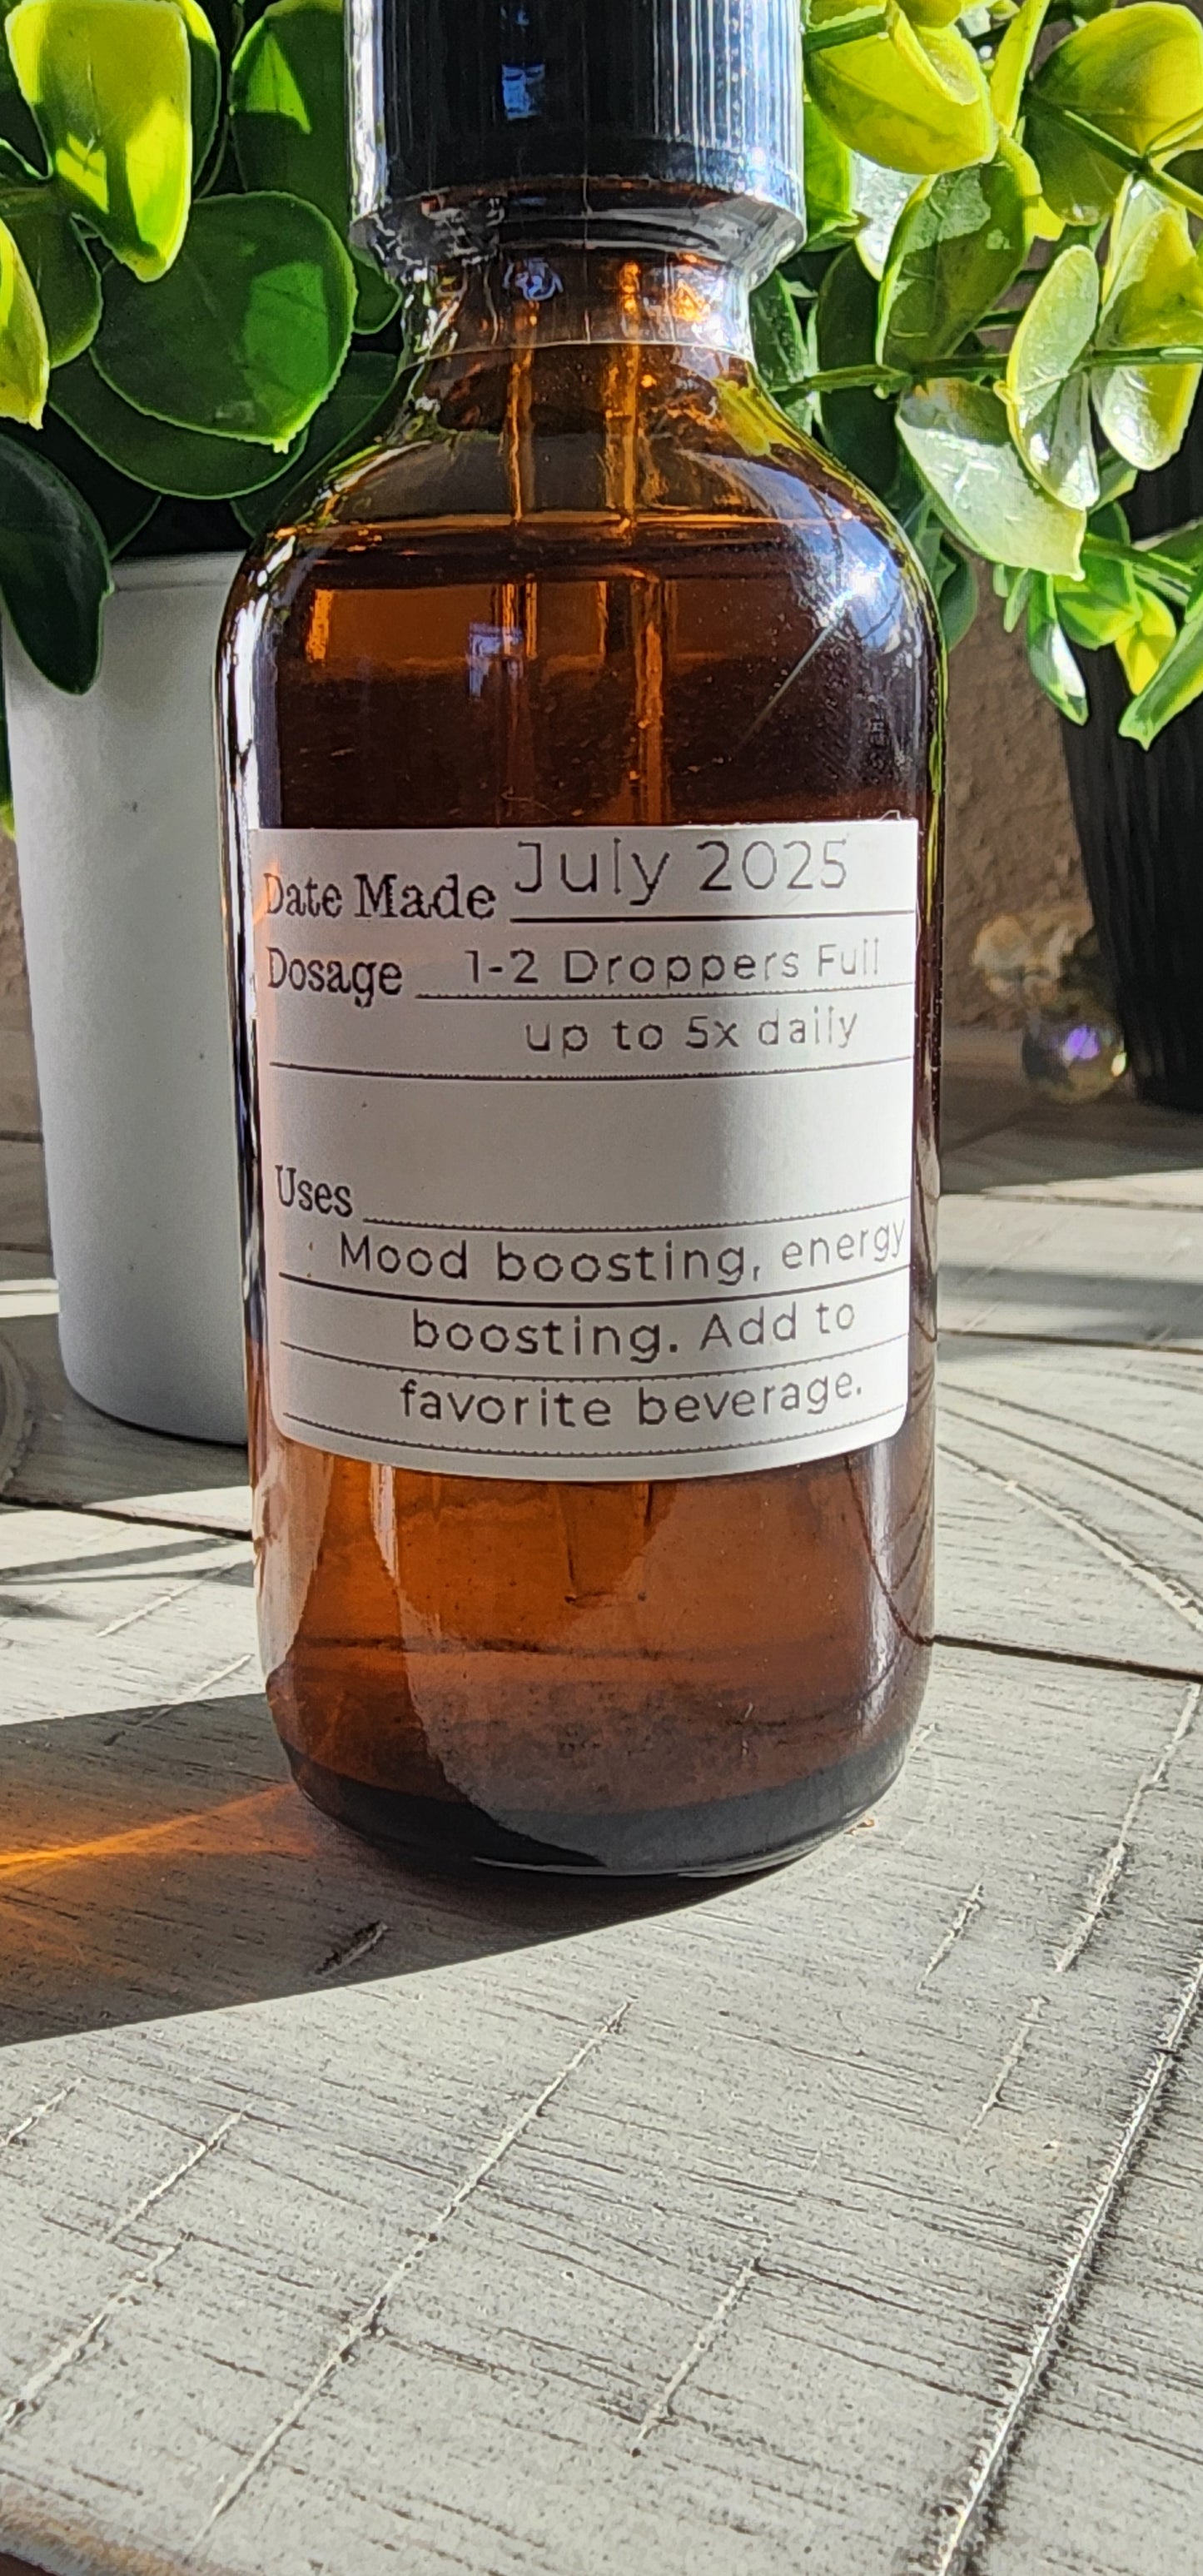 Date Made July 2025
Dosage 1-2 Droppers Full
up to 5x daily
Uses
Mood boosting, energy
boosting. Add to
favorite beverage.